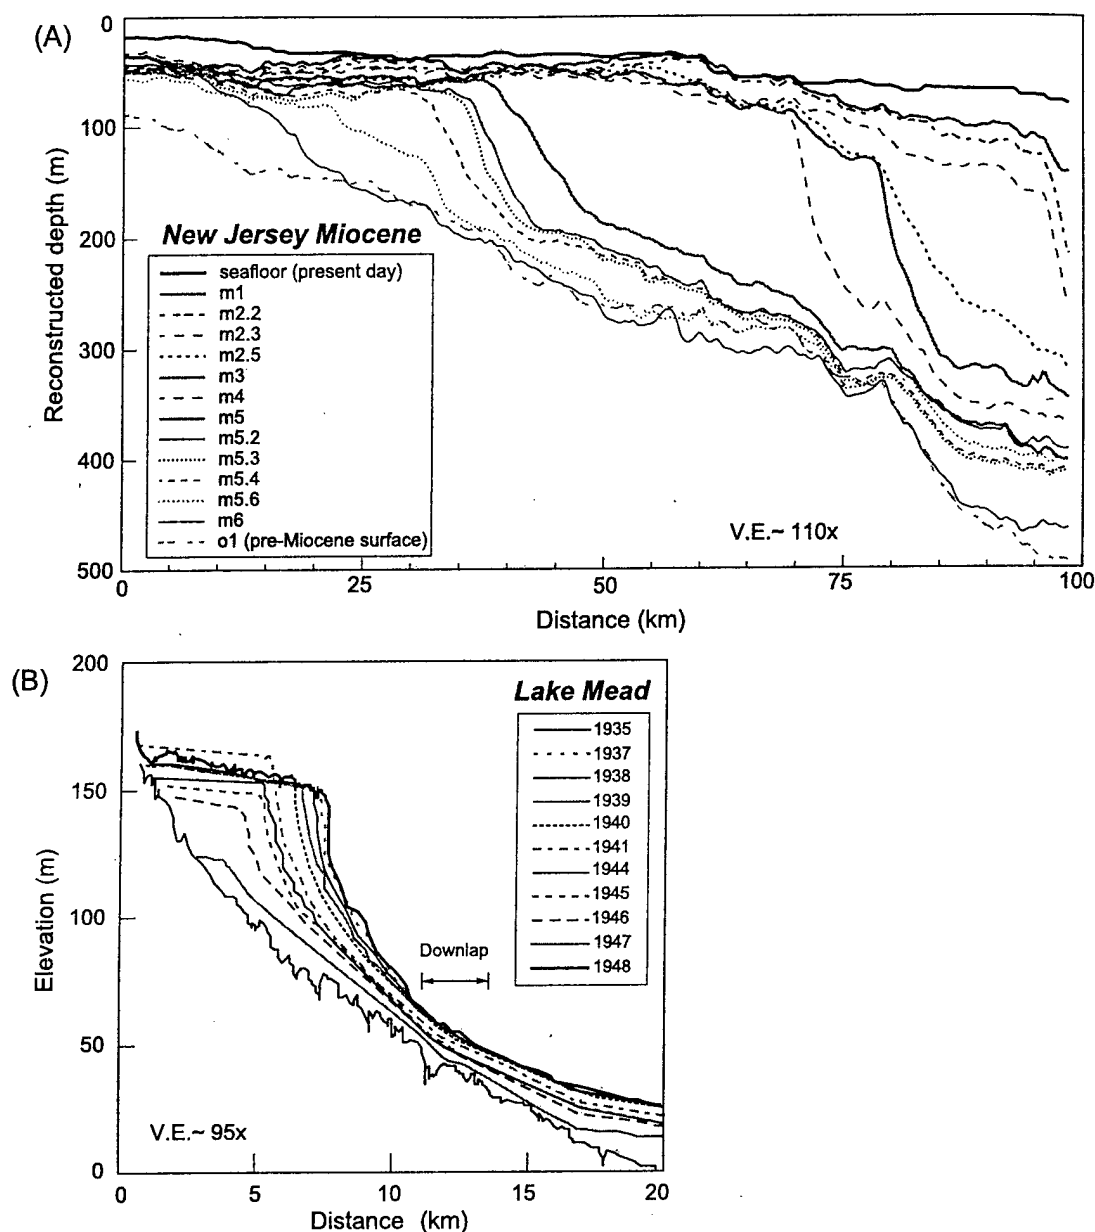 (A)
0
100
200
300
400
500
Reconstructed depth (m)
New Jersey Miocene
seafloor (present day)
m1
m2.2
m2.3
m2.5
m3
m4
m5
m5.2
m5.3
m5.4
m5.6
m6
o1 (pre-Miocene surface)
V.E.~ 110x
0
25
50
75
100
Distance (km)
(B)
200
150
100
50
0
Elevation (m)
Lake Mead
1935
1937
1938
1939
1940
1941
1944
1945
1946
1947
1948
Downlap
V.E.~ 95x
0
5
10
15
20
Distance (km)